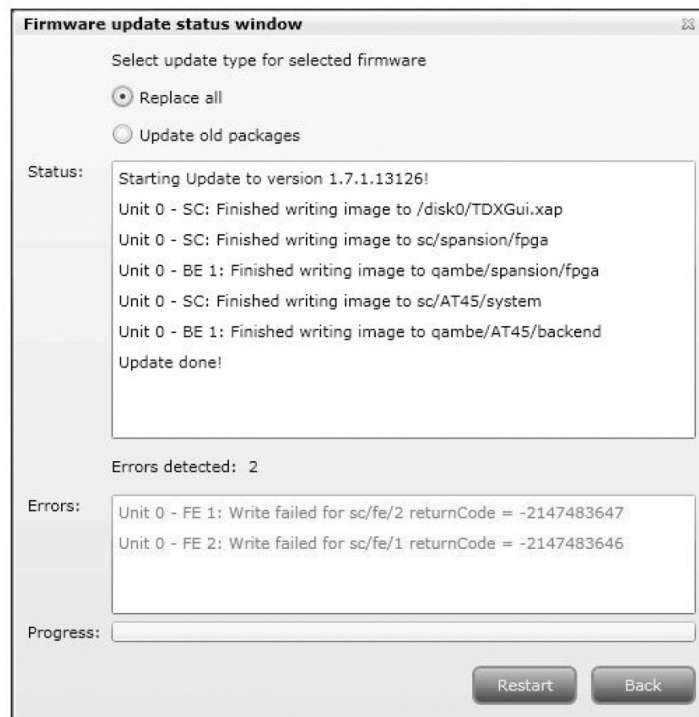 Firmware update status window
Select update type for selected firmware
Replace all
Update old packages
Status:
Starting Update to version 1.7.1.13126!
Unit 0 - SC: Finished writing image to /disk0/TDXGui.xap
Unit 0 - SC: Finished writing image to sc/spansion/fpga
Unit 0 - BE 1: Finished writing image to qambe/spansion/fpga
Unit 0 - SC: Finished writing image to sc/AT45/system
Unit 0 - BE 1: Finished writing image to qambe/AT45/backend
Update done!
Errors detected: 2
Errors:
Unit 0 - FE 1: Write failed for sc/fe/2 returnCode = -2147483647
Unit 0 - FE 2: Write failed for sc/fe/1 returnCode = -2147483646
Progress:
Restart
Back